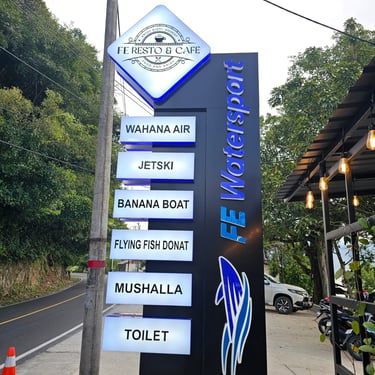 FE RESTO & CAFE
WAHANA AIR
JETSKI
BANANA BOAT
FLYING FISH DONAT
MUSHALLA
TOILET
FE Watersport